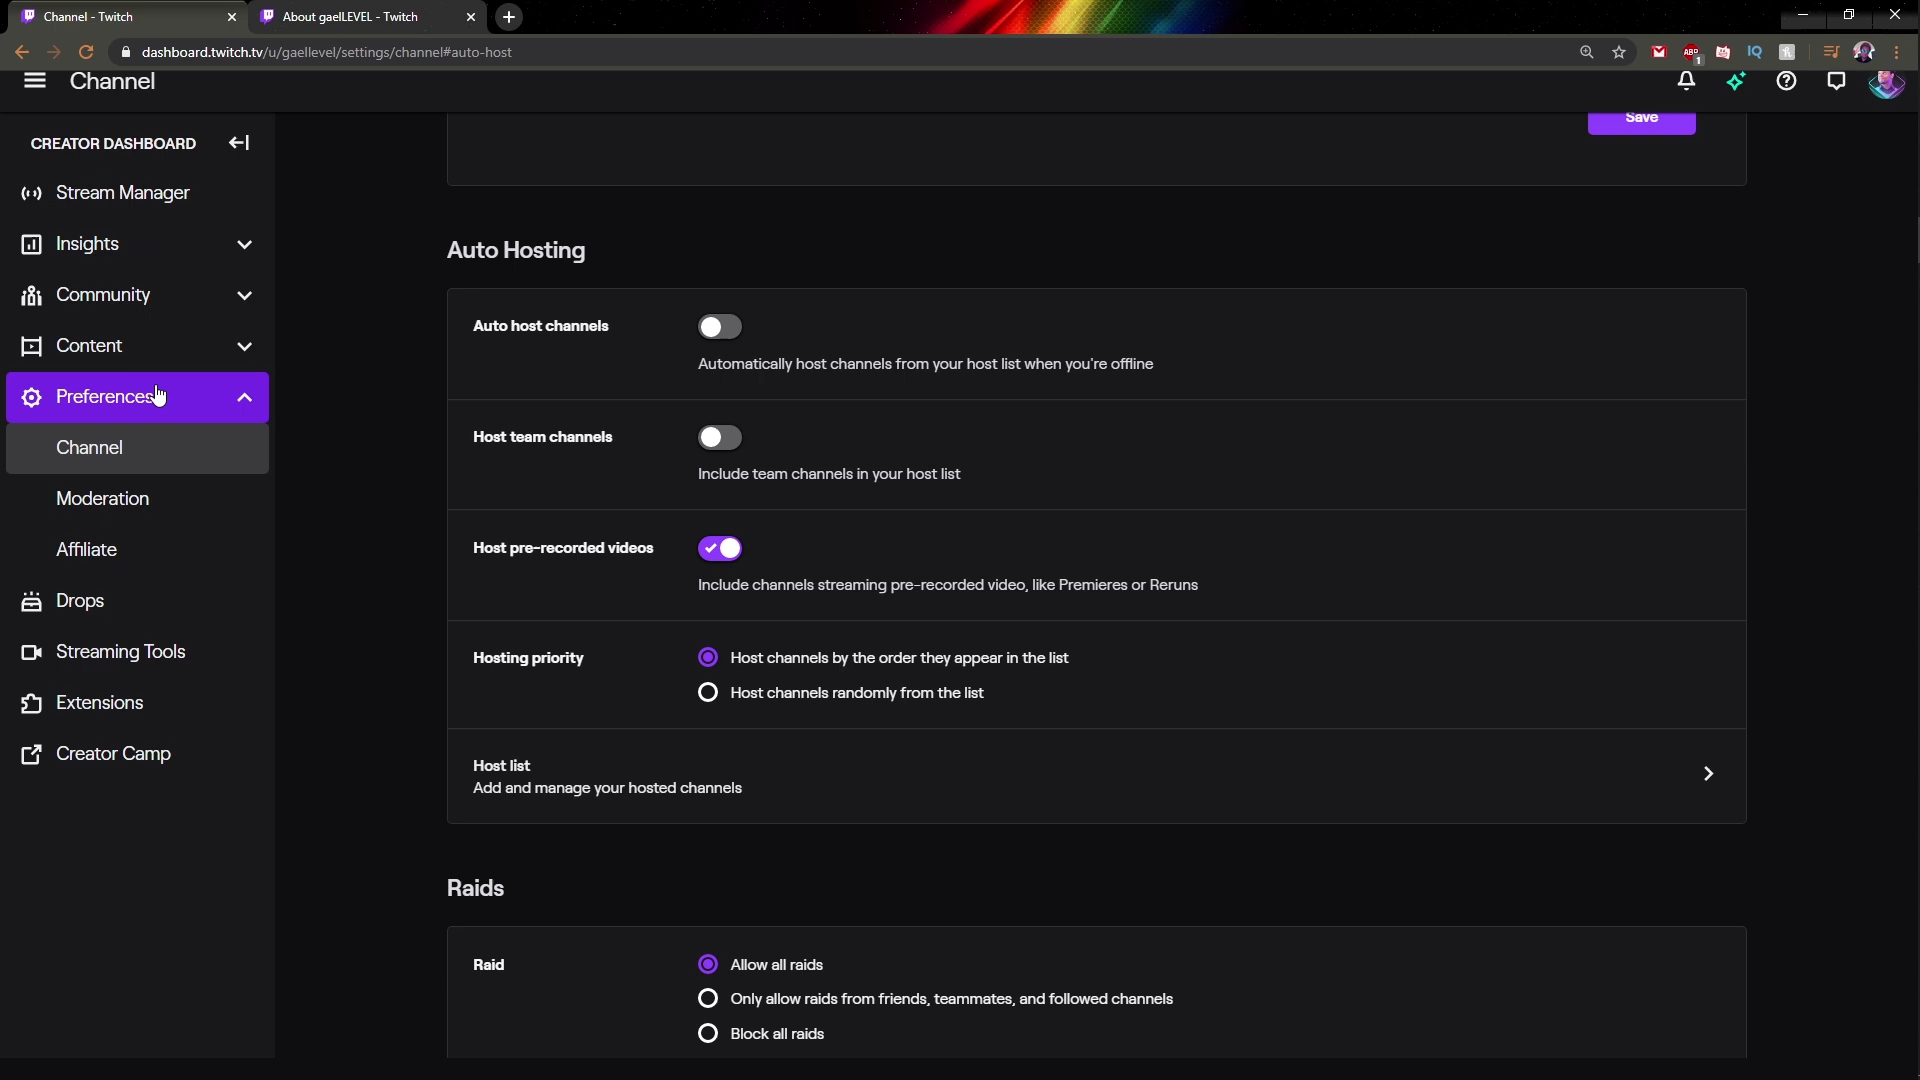 Channel - Twitch
About gaelLEVEL - Twitch
dashboard.twitch.tv/u/gaellevel/settings/channel#auto-host
ABP
1
IQ
Channel
CREATOR DASHBOARD
Stream Manager
Insights
Community
Content
Preferences
Channel
Moderation
Affiliate
Drops
Streaming Tools
Extensions
Creator Camp
Save
Auto Hosting
Auto host channels
Automatically host channels from your host list when you're offline
Host team channels
Include team channels in your host list
Host pre-recorded videos
Include channels streaming pre-recorded video, like Premieres or Reruns
Hosting priority
Host channels by the order they appear in the list
Host channels randomly from the list
Host list
Add and manage your hosted channels
Raids
Raid
Allow all raids
Only allow raids from friends, teammates, and followed channels
Block all raids